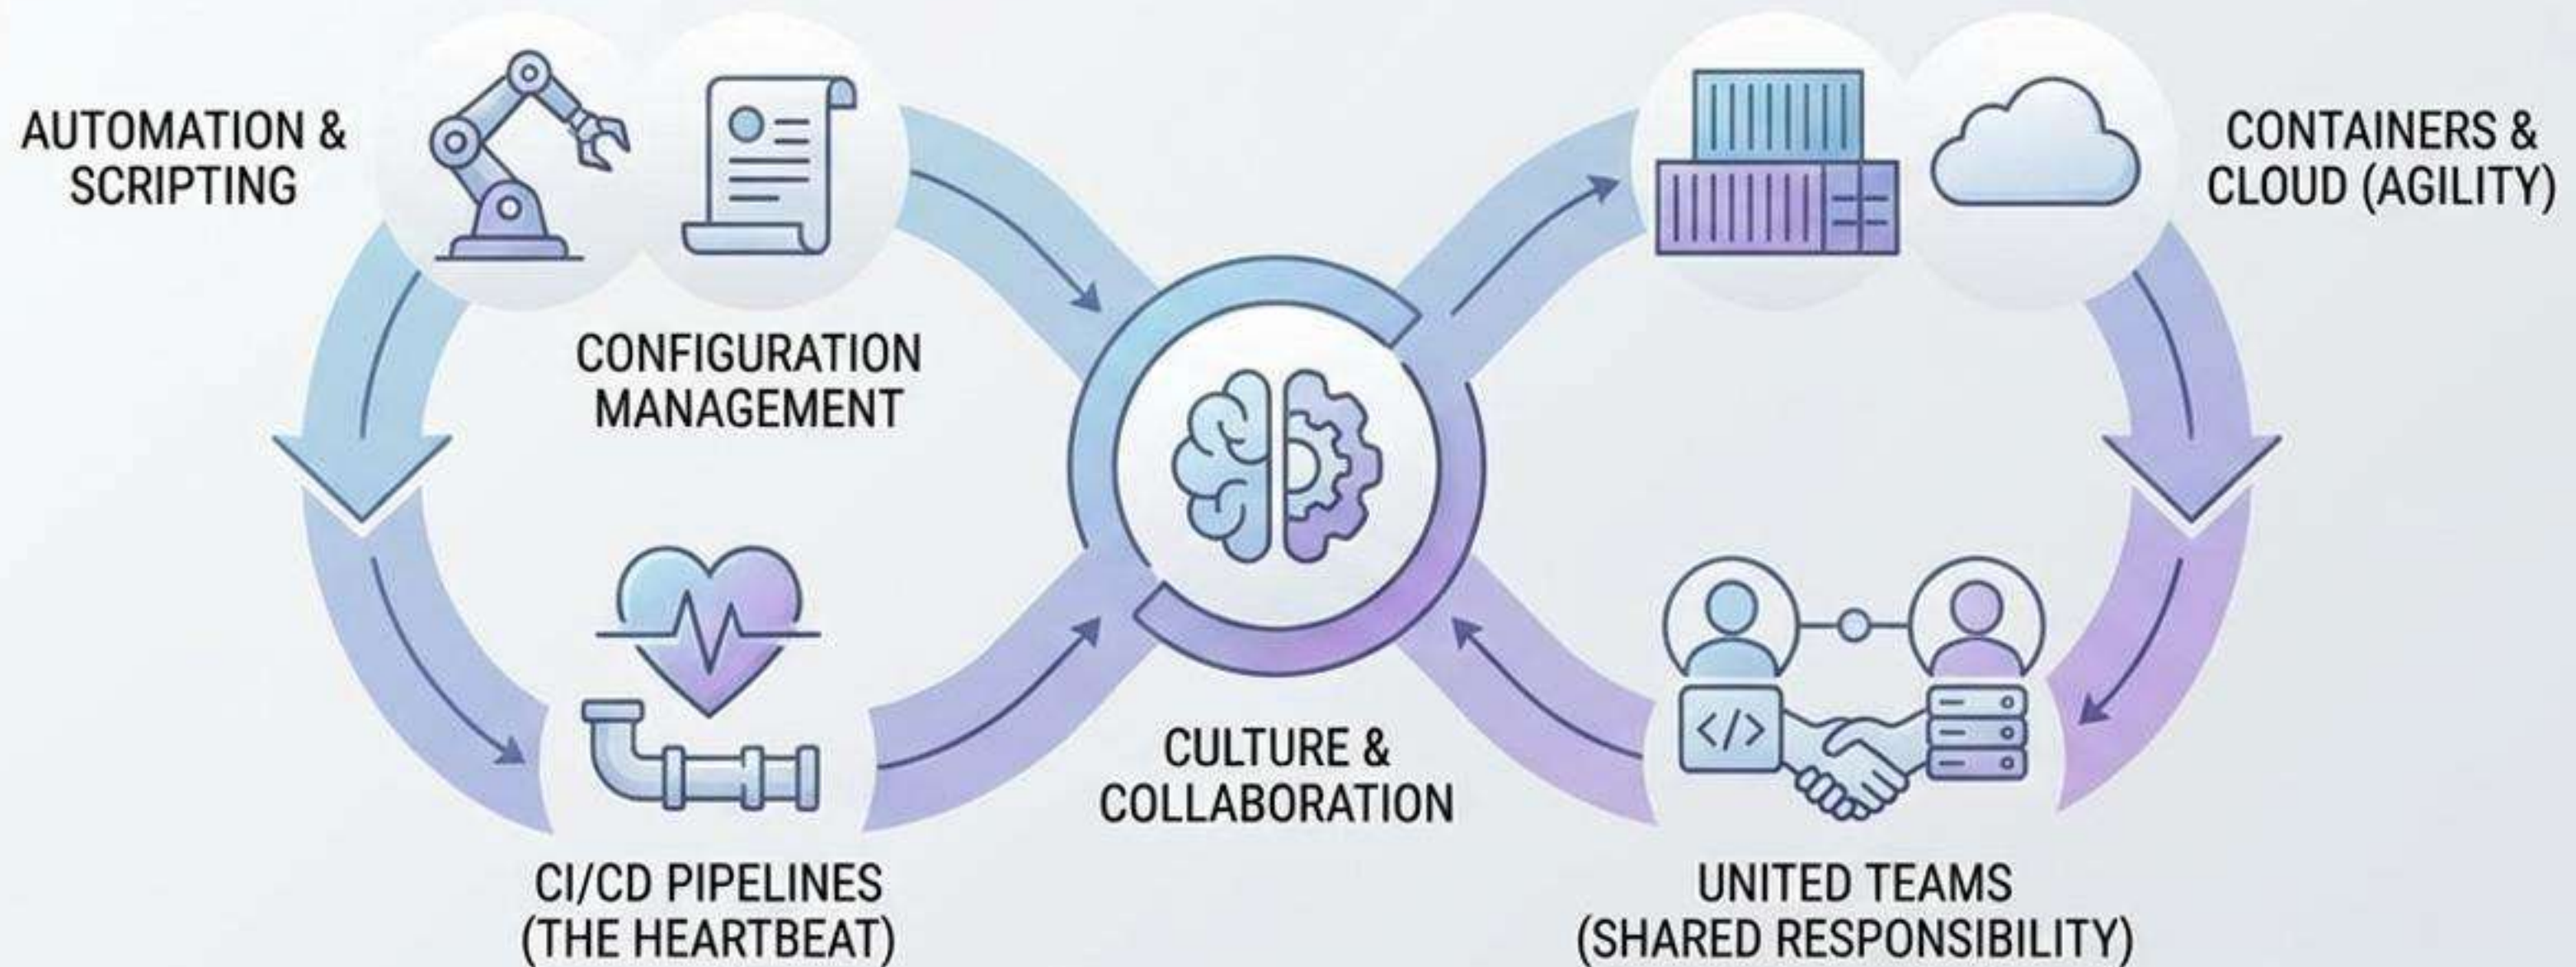 AUTOMATION &
SCRIPTING
CONFIGURATION
MANAGEMENT
CI/CD PIPELINES
(THE HEARTBEAT)
CULTURE &
COLLABORATION
CONTAINERS &
CLOUD (AGILITY)
</>
UNITED TEAMS
(SHARED RESPONSIBILITY)